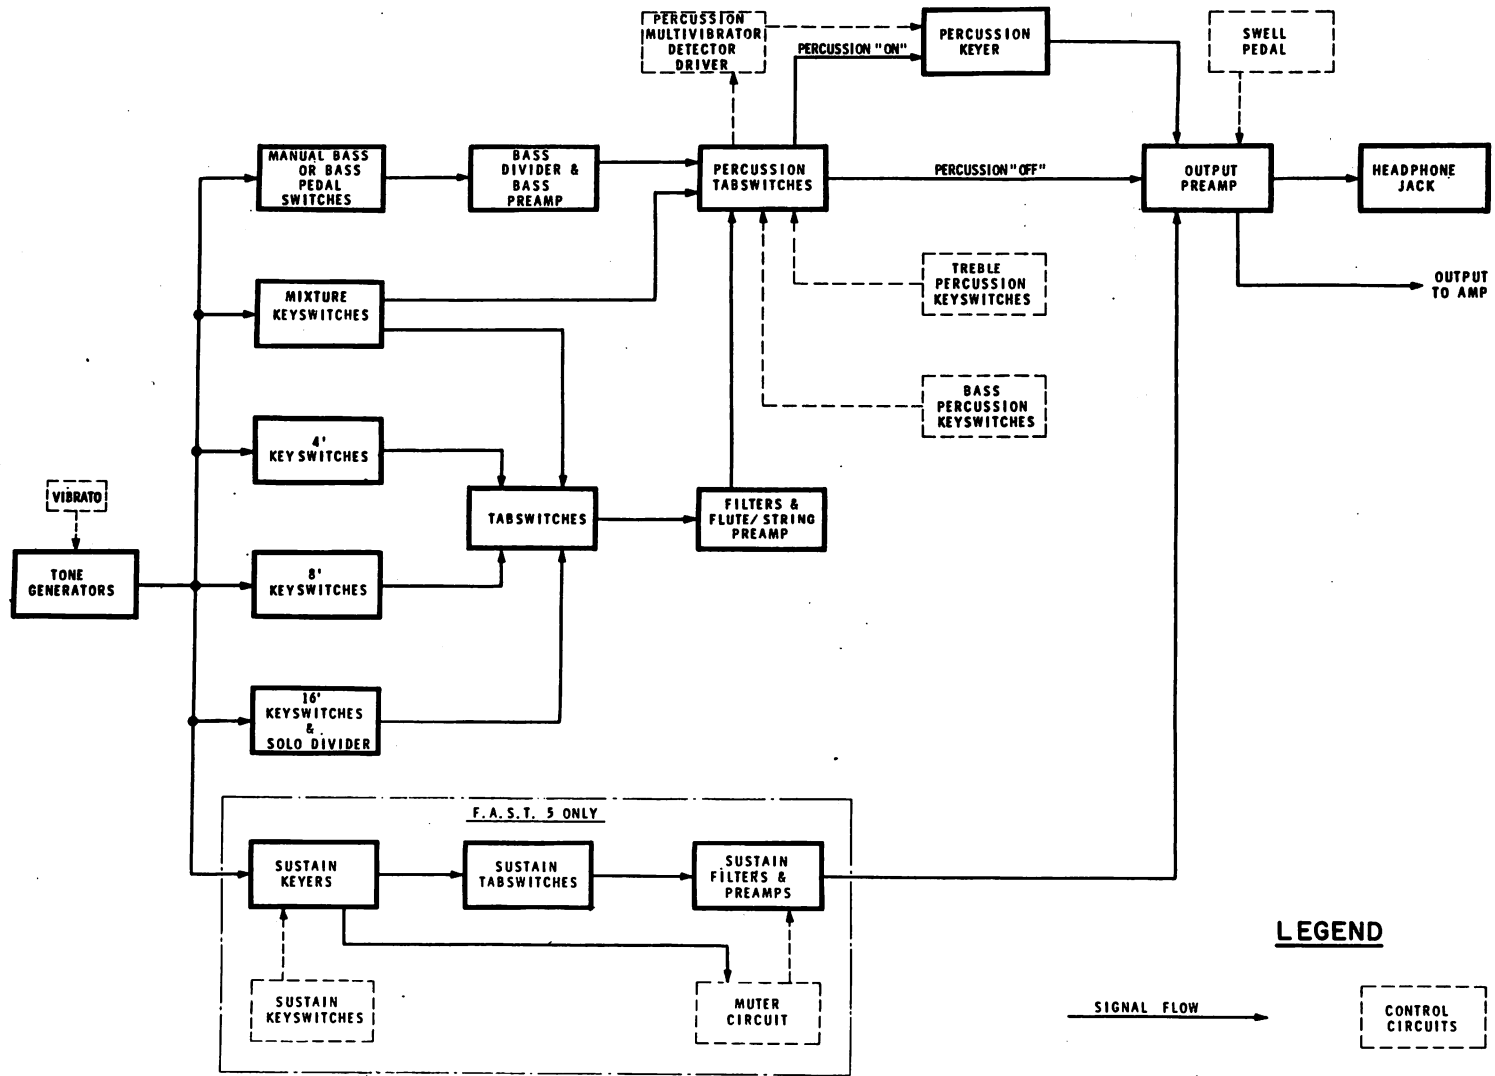 PERCUSSION
MULTIVIBRATOR
DETECTOR
DRIVER
PERCUSSION "ON"
PERCUSSION
KEYER
SWELL
PEDAL
MANUAL BASS
OR BASS
PEDAL
SWITCHES
BASS
DIVIDER &
BASS
PREAMP
PERCUSSION
TABSWITCHES
PERCUSSION "OFF"
OUTPUT
PREAMP
HEADPHONE
JACK
MIXTURE
KEYSWITCHES
TREBLE
PERCUSSION
KEYSWITCHES
OUTPUT
TO AMP
BASS
PERCUSSION
KEYSWITCHES
4'
KEYSWITCHES
VIBRATO
TABSWITCHES
FILTERS &
FLUTE/STRING
PREAMP
TONE
GENERATORS
8'
KEYSWITCHES
16'
KEYSWITCHES
&
SOLO DIVIDER
F.A.S.T. 5 ONLY
SUSTAIN
KEYERS
SUSTAIN
TABSWITCHES
SUSTAIN
FILTERS &
PREAMPS
SUSTAIN
KEYSWITCHES
MUTER
CIRCUIT
LEGEND
SIGNAL FLOW
CONTROL
CIRCUITS